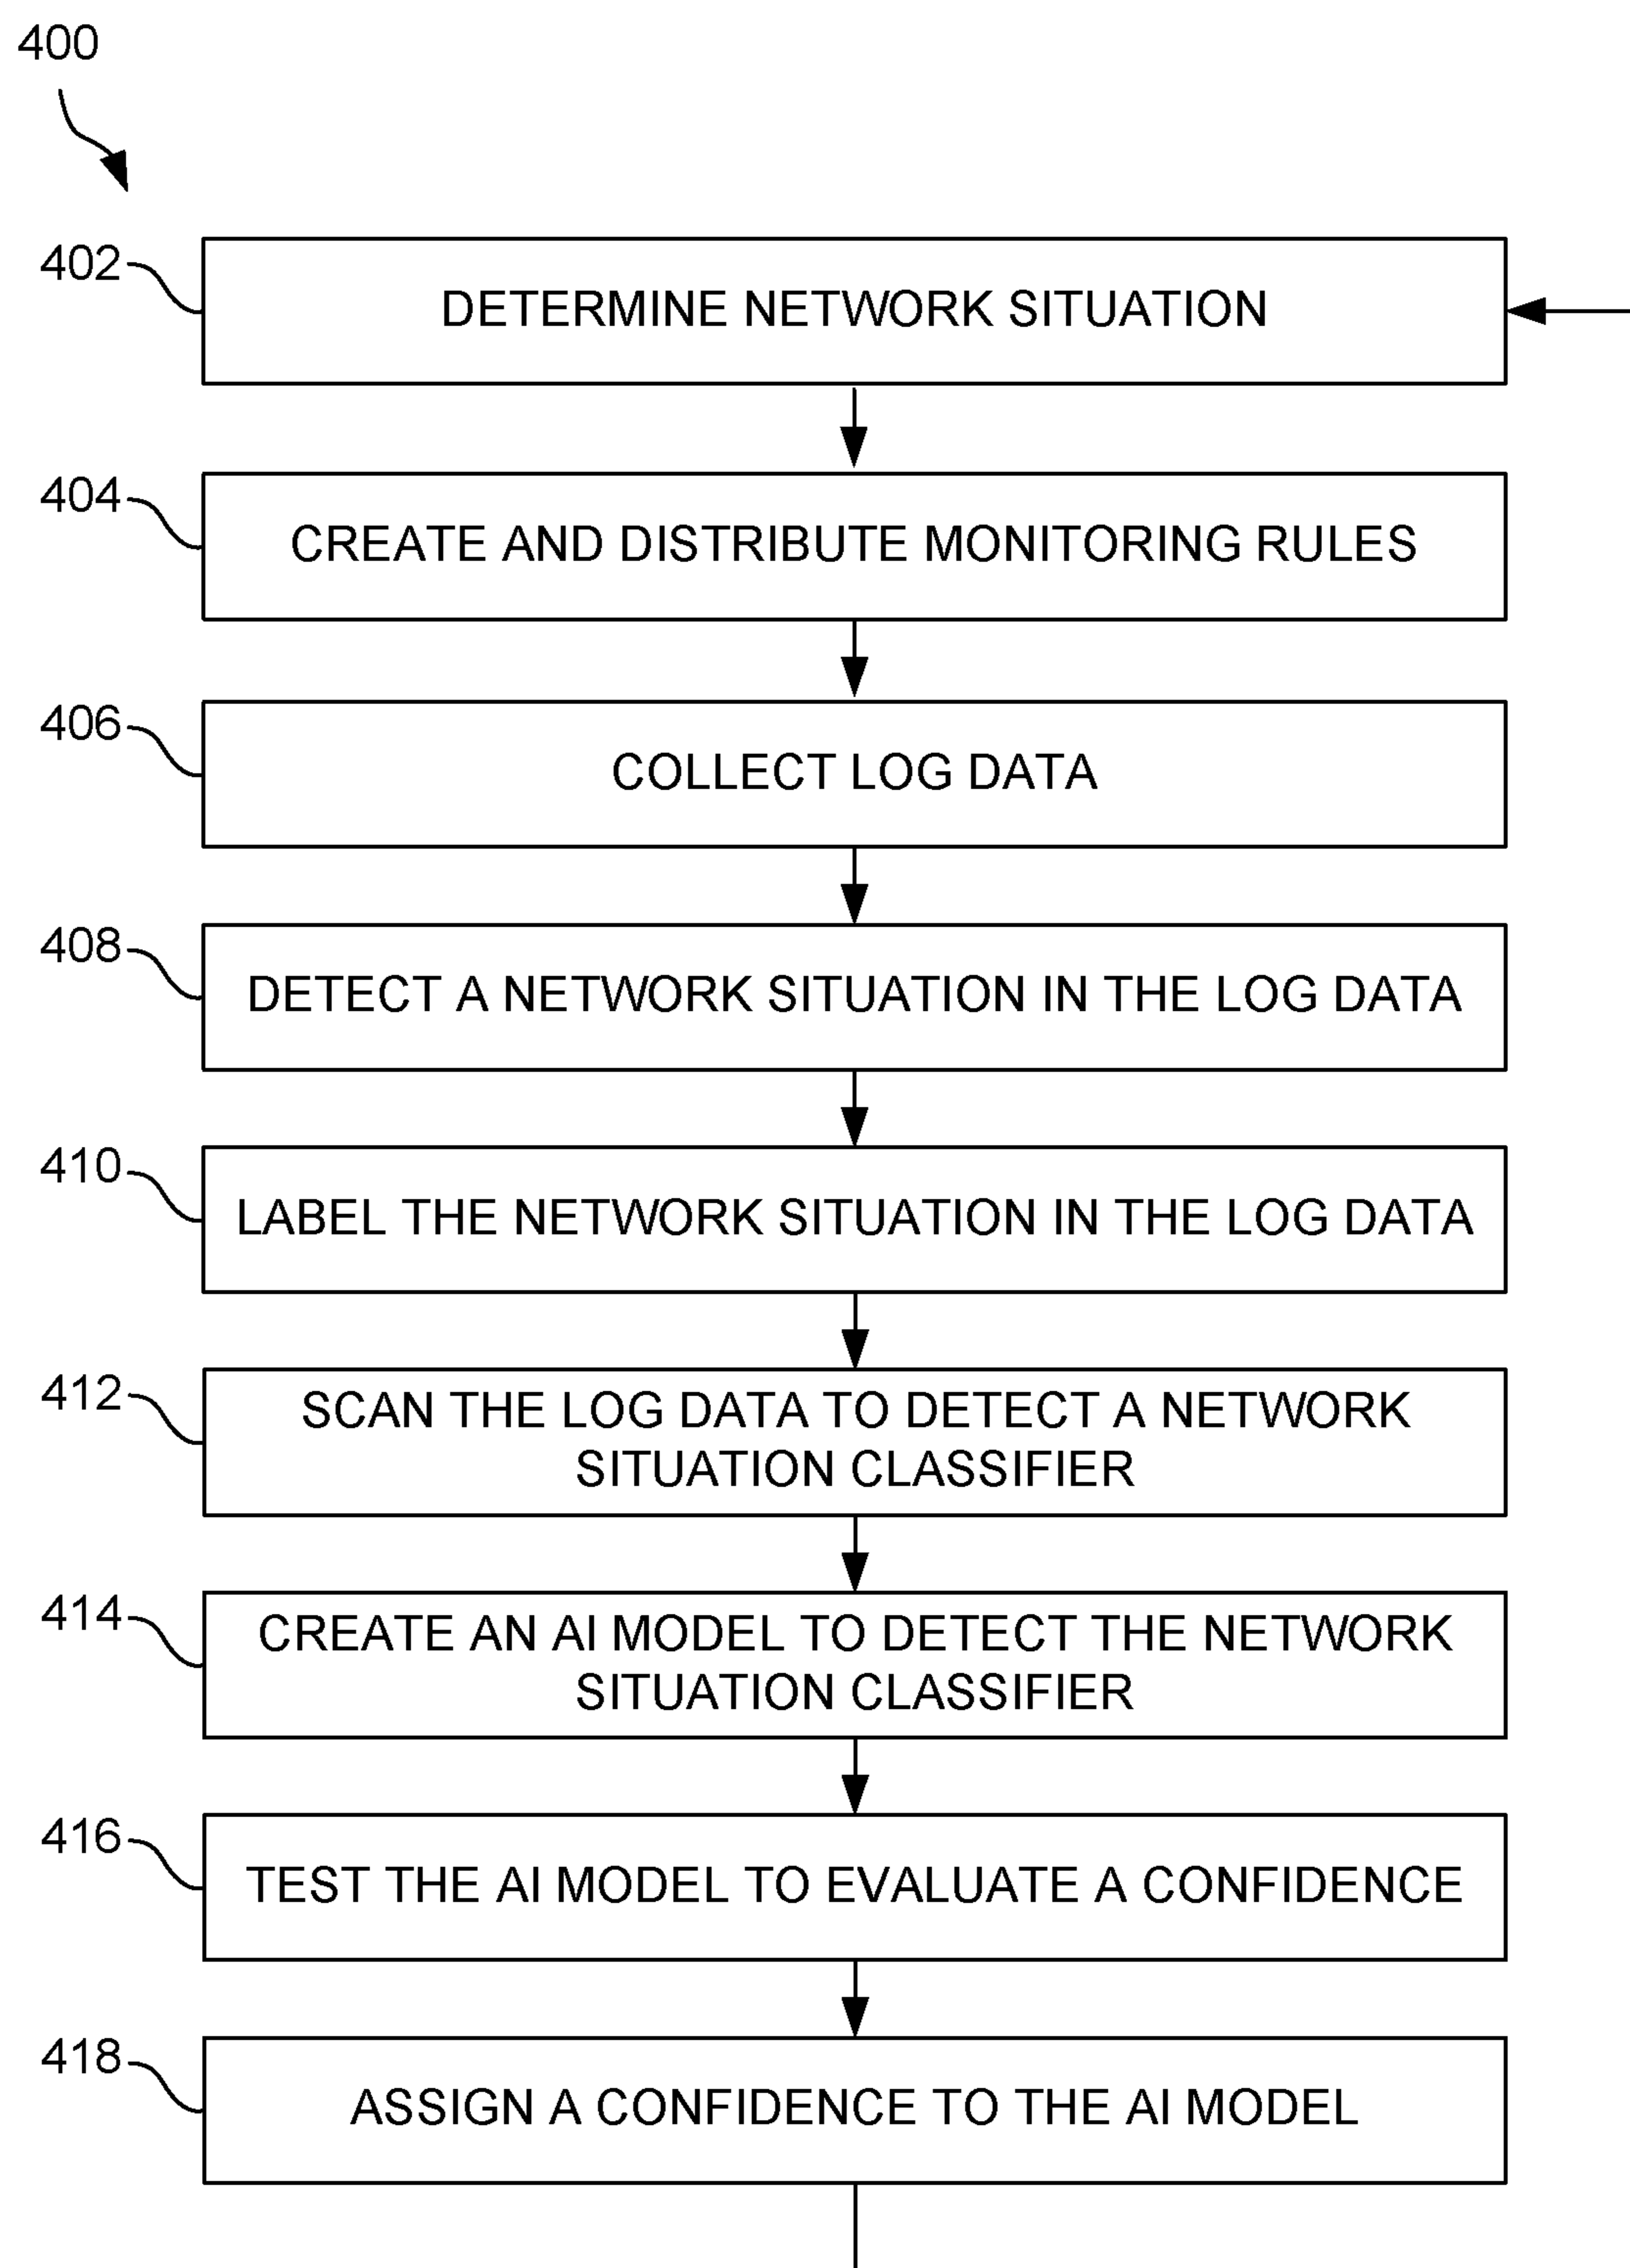 400
402
DETERMINE NETWORK SITUATION
404
CREATE AND DISTRIBUTE MONITORING RULES
406
COLLECT LOG DATA
408
DETECT A NETWORK SITUATION IN THE LOG DATA
410
LABEL THE NETWORK SITUATION IN THE LOG DATA
412
SCAN THE LOG DATA TO DETECT A NETWORK
SITUATION CLASSIFIER
414
CREATE AN AI MODEL TO DETECT THE NETWORK
SITUATION CLASSIFIER
416
TEST THE AI MODEL TO EVALUATE A CONFIDENCE
418
ASSIGN A CONFIDENCE TO THE AI MODEL